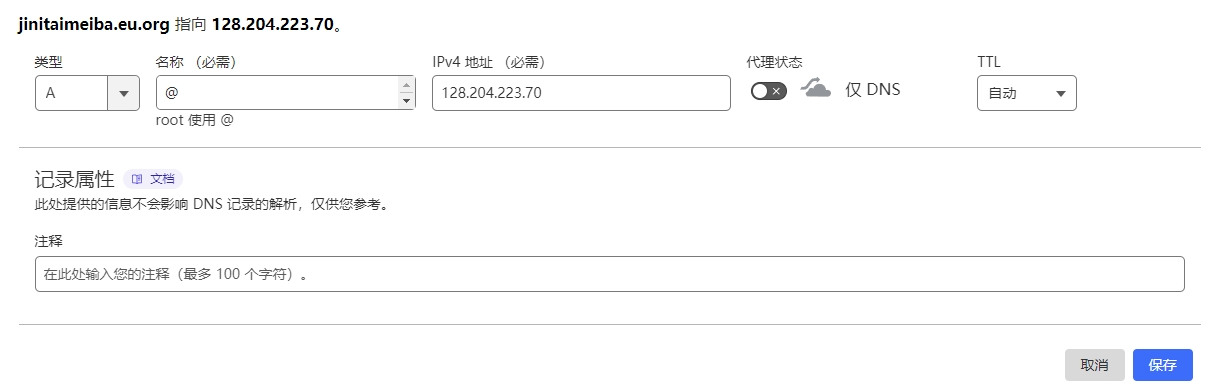 jinitaimeiba.eu.org 指向 128.204.223.70。
类型 名称 （必需） IPv4 地址 （必需） 代理状态 TTL
A @ 128.204.223.70 仅 DNS 自动
root 使用 @
记录属性 文档
此处提供的信息不会影响 DNS 记录的解析，仅供您参考。
注释
在此处输入您的注释（最多 100 个字符）。
取消 保存